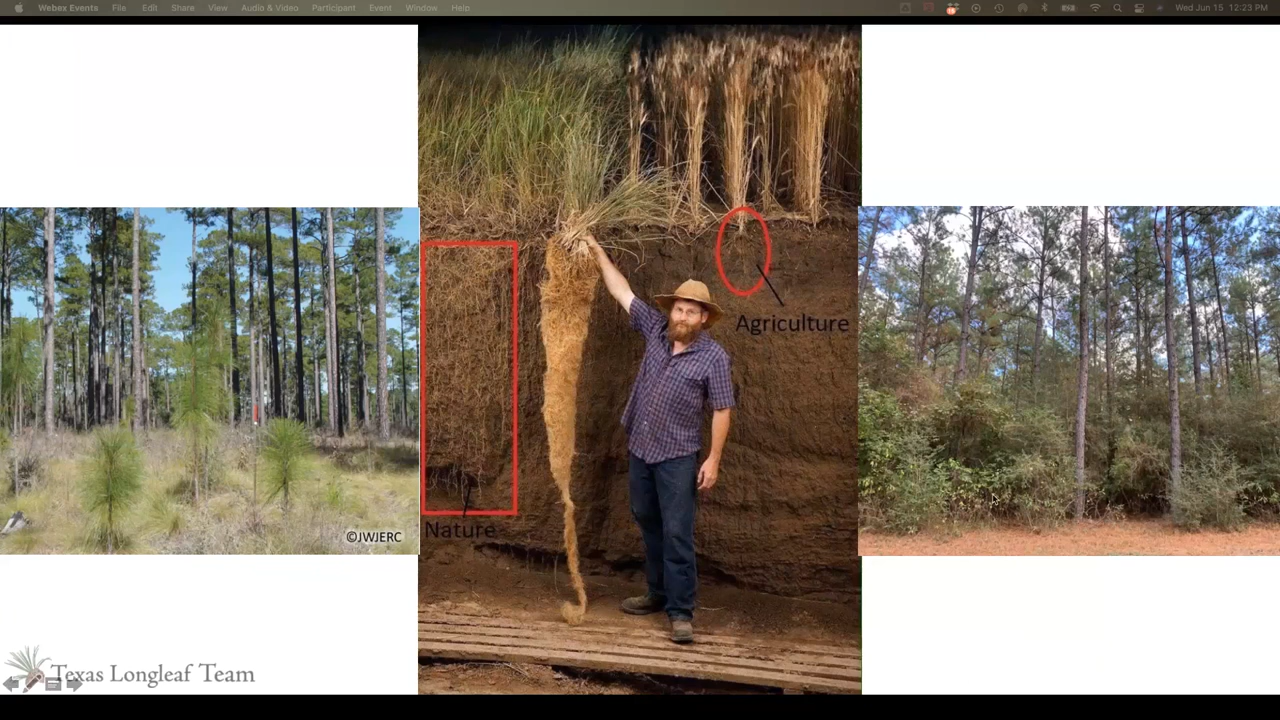 Webex Events File Edit Share View Audio & Video Participant Event Window Help
Wed Jun 15 12:23 PM
Agriculture
Nature
©JWJERC
Texas Longleaf Team